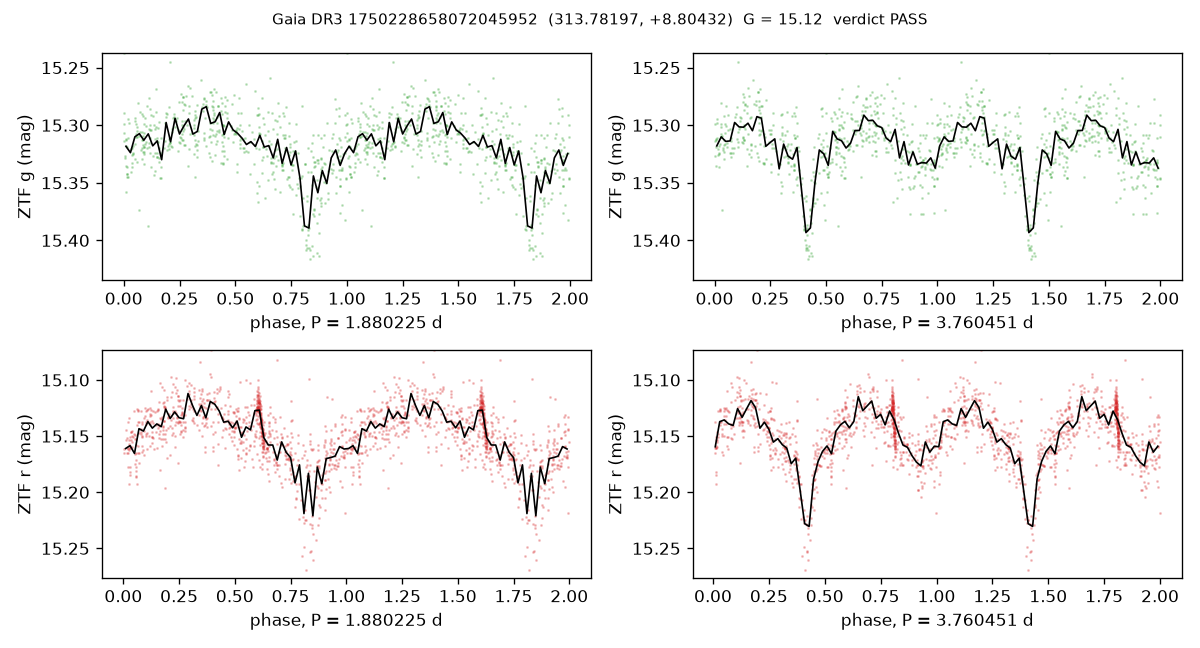 Gaia DR3 1750228658072045952 (313.78197, +8.80432) G = 15.12 verdict PASS
15.25
15.30
15.35
15.40
ZTF g (mag)
0.00 0.25 0.50 0.75 1.00 1.25 1.50 1.75 2.00
phase, P = 1.880225 d
15.25
15.30
15.35
15.40
ZTF g (mag)
0.00 0.25 0.50 0.75 1.00 1.25 1.50 1.75 2.00
phase, P = 3.760451 d
15.10
15.15
15.20
15.25
ZTF r (mag)
0.00 0.25 0.50 0.75 1.00 1.25 1.50 1.75 2.00
phase, P = 1.880225 d
15.10
15.15
15.20
15.25
ZTF r (mag)
0.00 0.25 0.50 0.75 1.00 1.25 1.50 1.75 2.00
phase, P = 3.760451 d